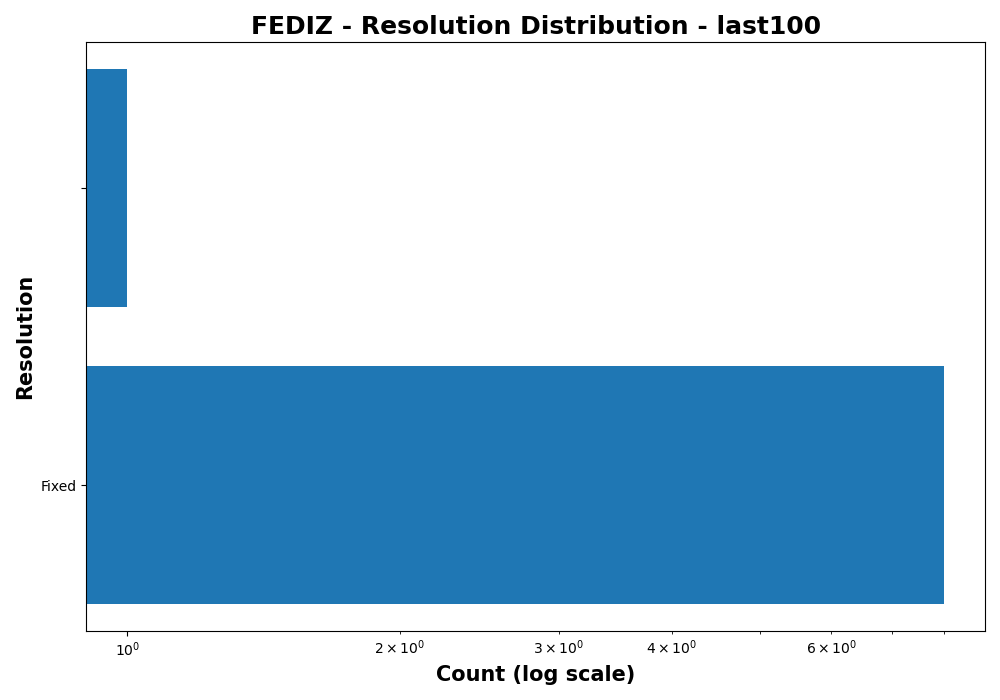 FEDIZ - Resolution Distribution - last100
Resolution
Fixed
10⁰
2 × 10⁰
3 × 10⁰
4 × 10⁰
6 × 10⁰
Count (log scale)